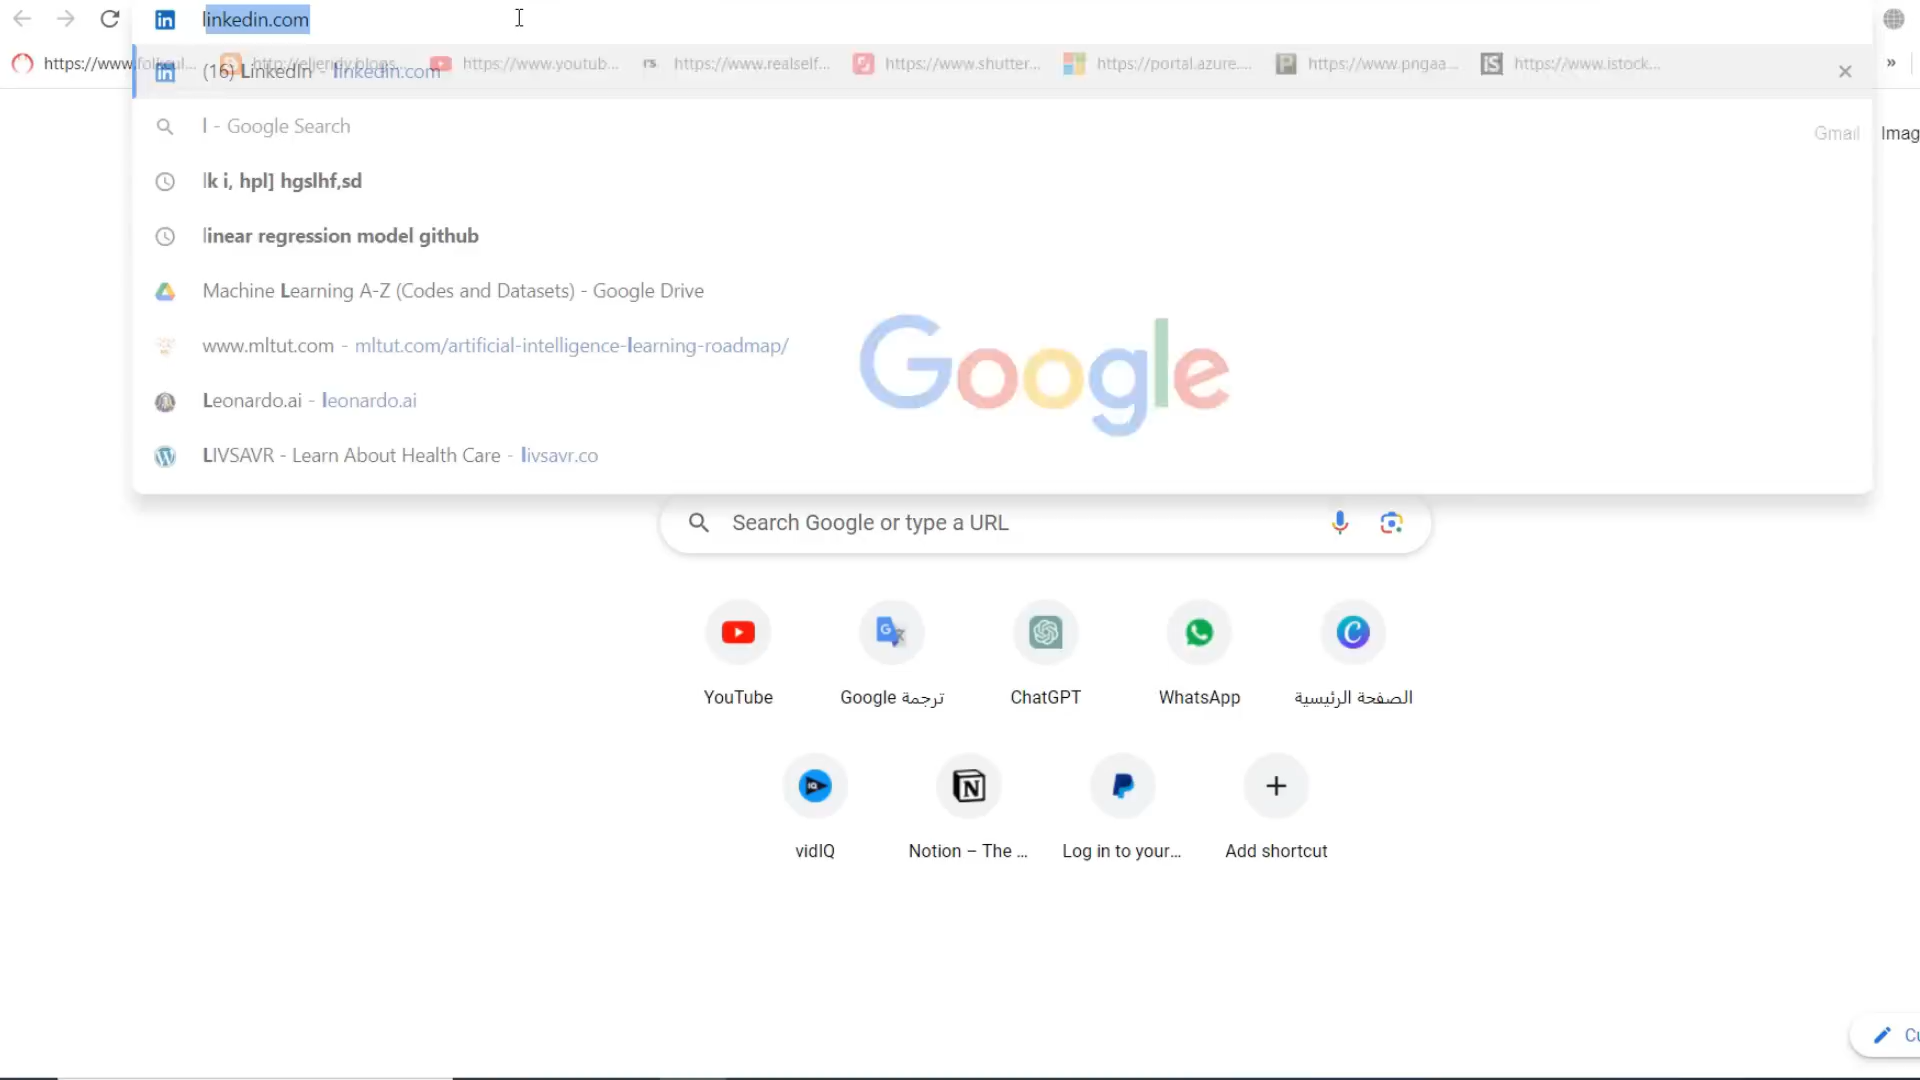 linkedin.com
https://www.
http://eljendy.blogs...
https://www.youtub...
https://www.realself...
https://www.shutter...
https://portal.azure....
https://www.pngaa...
https://www.istock...
»
(16) LinkedIn - linkedin.com
l - Google Search
Gmail
Imag
lk i, hpl] hgslhf,sd
linear regression model github
Machine Learning A-Z (Codes and Datasets) - Google Drive
www.mltut.com - mltut.com/artificial-intelligence-learning-roadmap/
Leonardo.ai - leonardo.ai
LIVSAVR - Learn About Health Care - livsavr.co
Google
Search Google or type a URL
YouTube
Google ترجمة
ChatGPT
WhatsApp
الصفحة الرئيسية
vidIQ
Notion – The ...
Log in to your...
Add shortcut
Cu